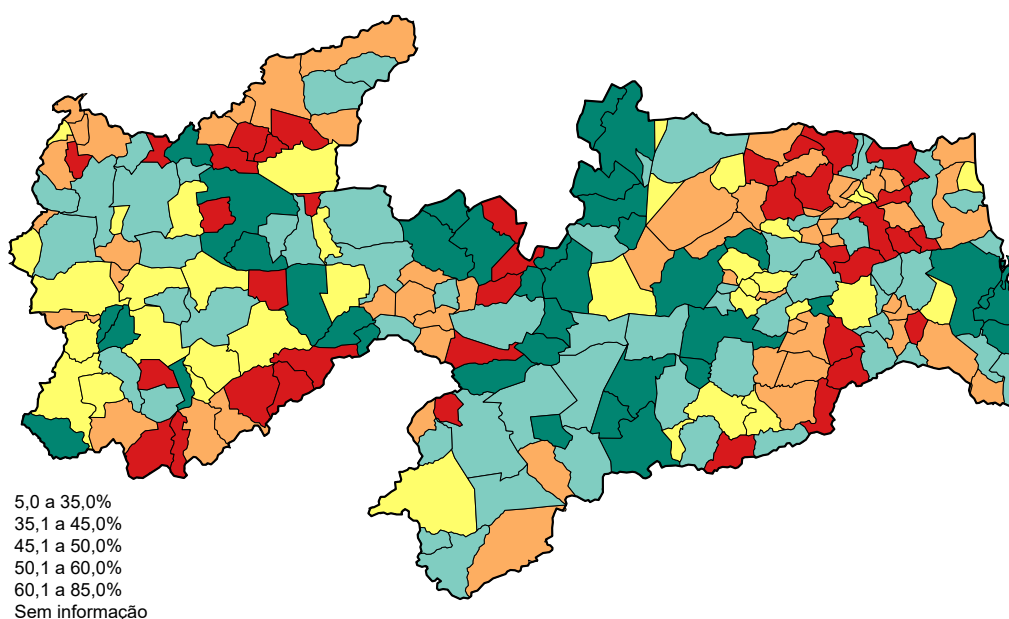 5,0 a 35,0%
35,1 a 45,0%
45,1 a 50,0%
50,1 a 60,0%
60,1 a 85,0%
Sem informação